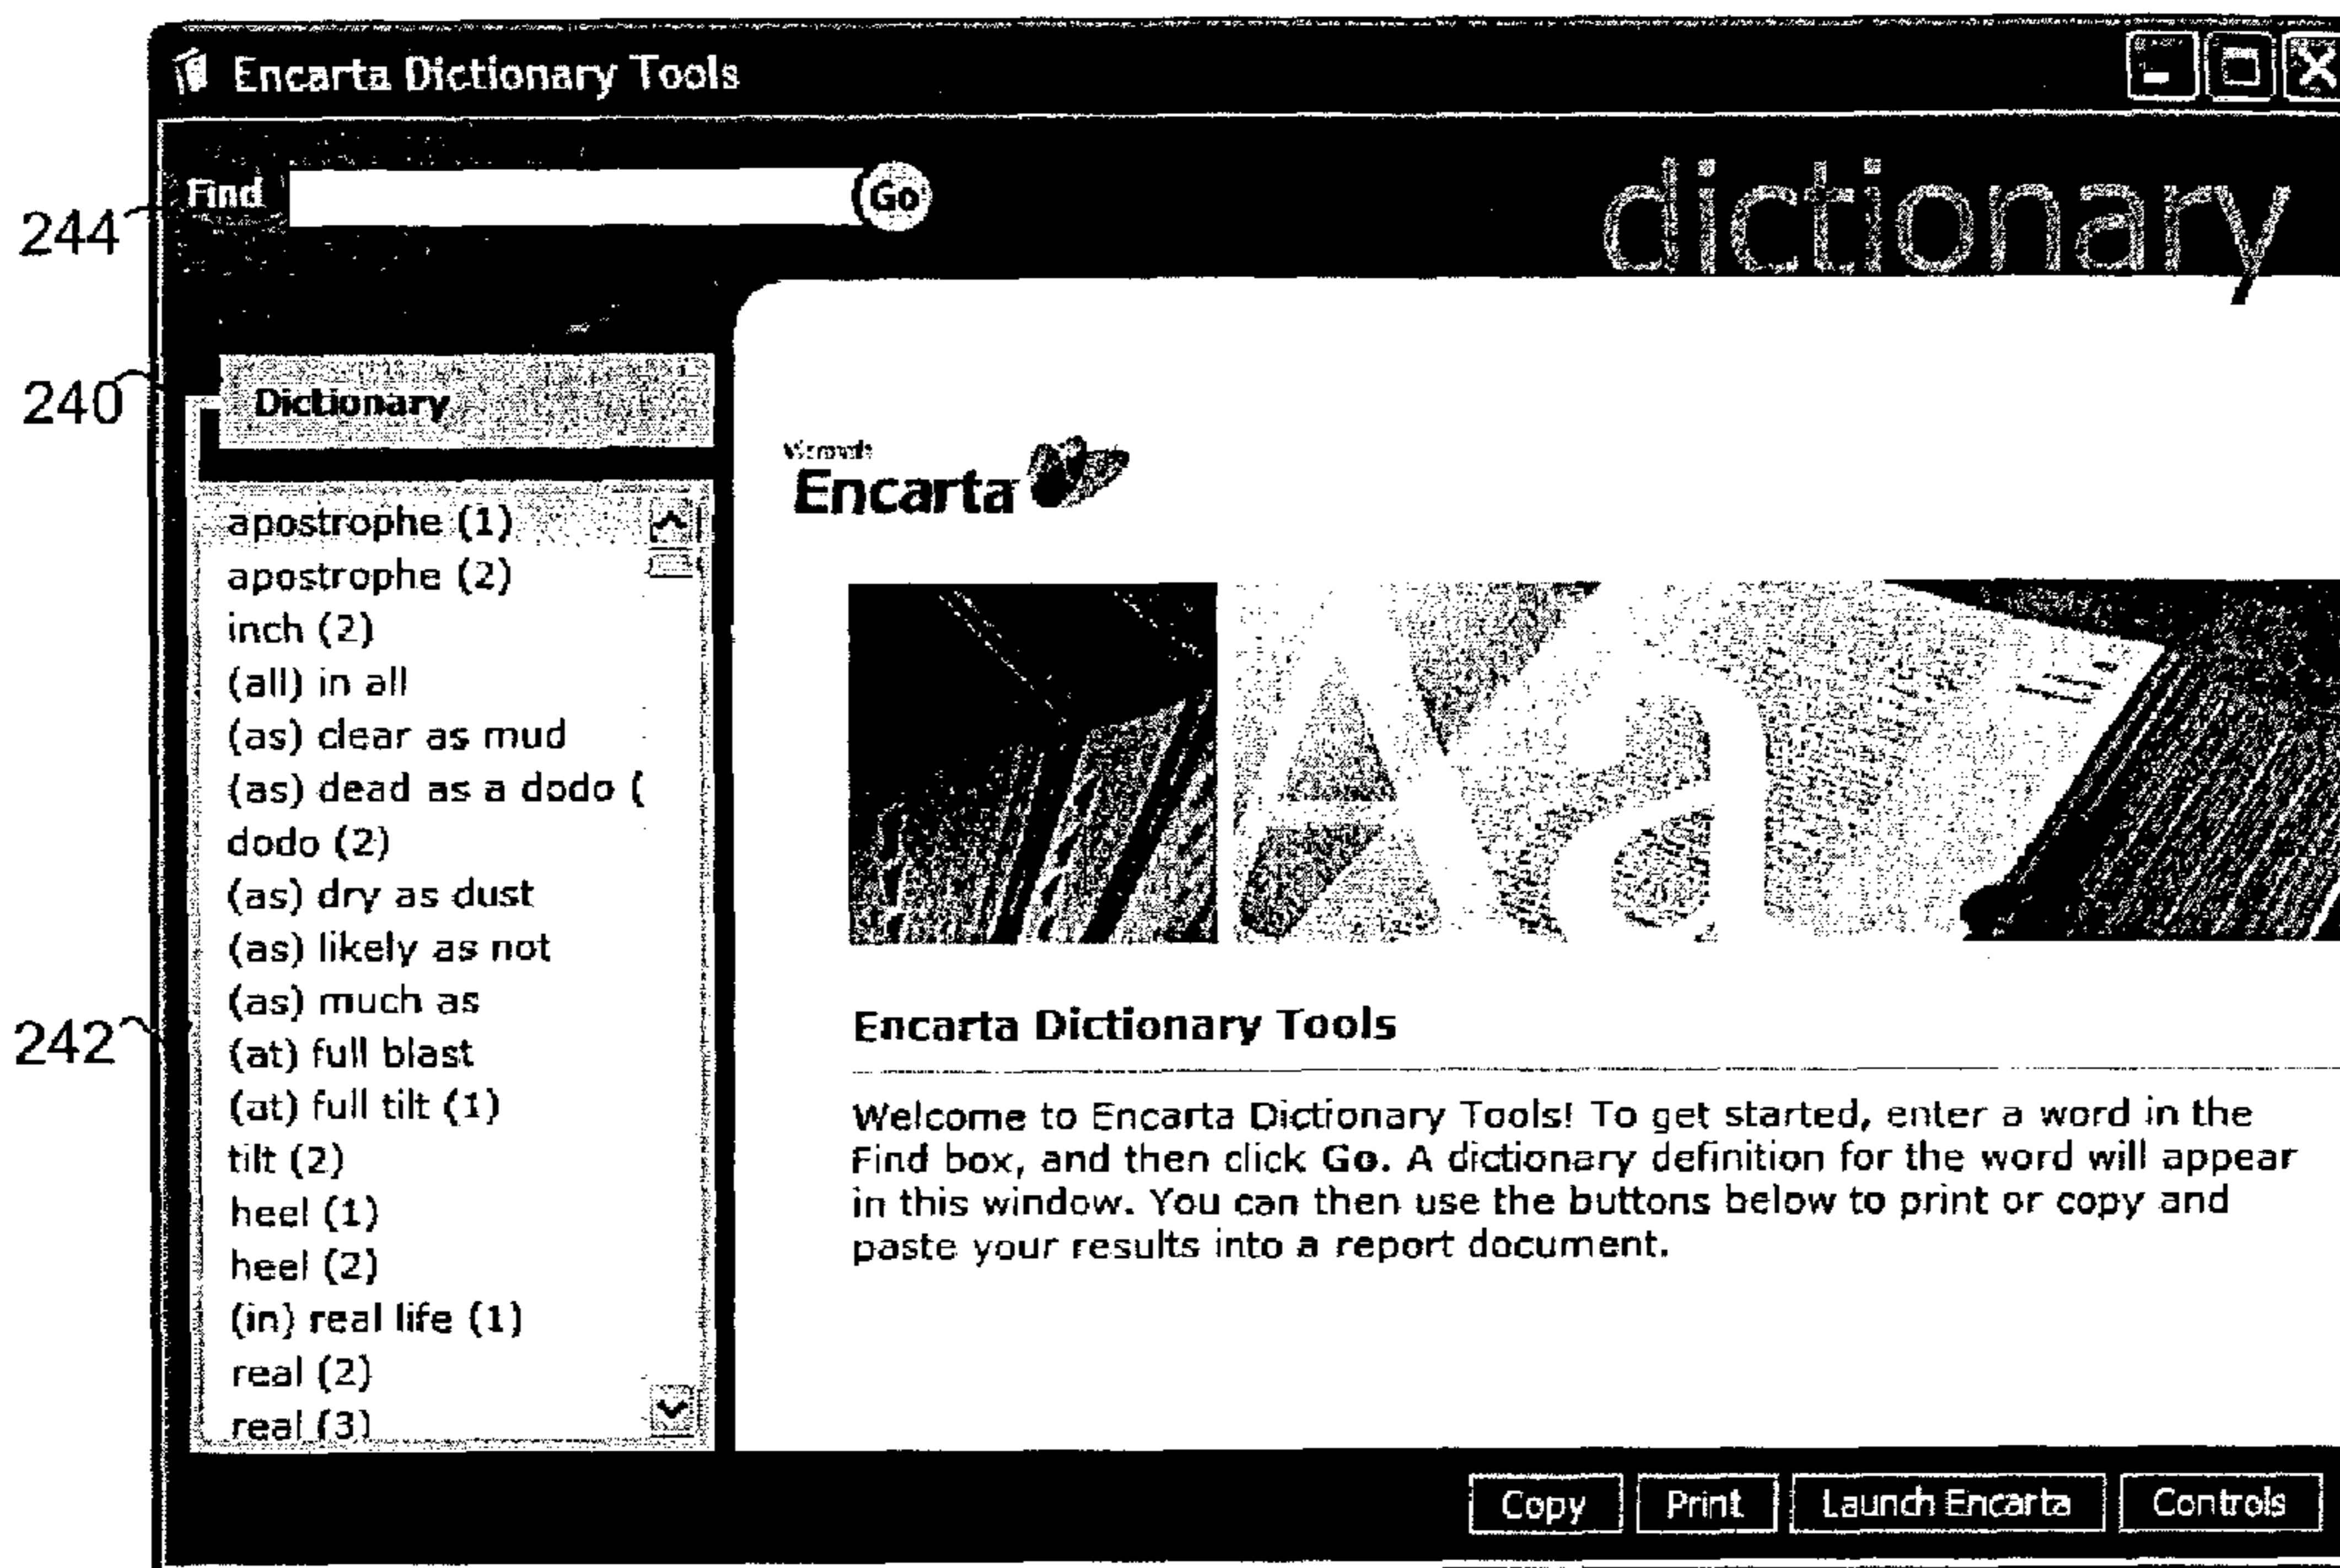 Encarta Dictionary Tools
Find
Go
dictionary
244
240
Dictionary
Encarta
apostrophe (1)
apostrophe (2)
inch (2)
(all) in all
(as) clear as mud
(as) dead as a dodo (
dodo (2)
(as) dry as dust
(as) likely as not
(as) much as
(at) full blast
(at) full tilt (1)
tilt (2)
heel (1)
heel (2)
(in) real life (1)
real (2)
real (3)
242
Aa
Encarta Dictionary Tools
Welcome to Encarta Dictionary Tools! To get started, enter a word in the
Find box, and then click Go. A dictionary definition for the word will appear
in this window. You can then use the buttons below to print or copy and
paste your results into a report document.
Copy
Print
Launch Encarta
Controls